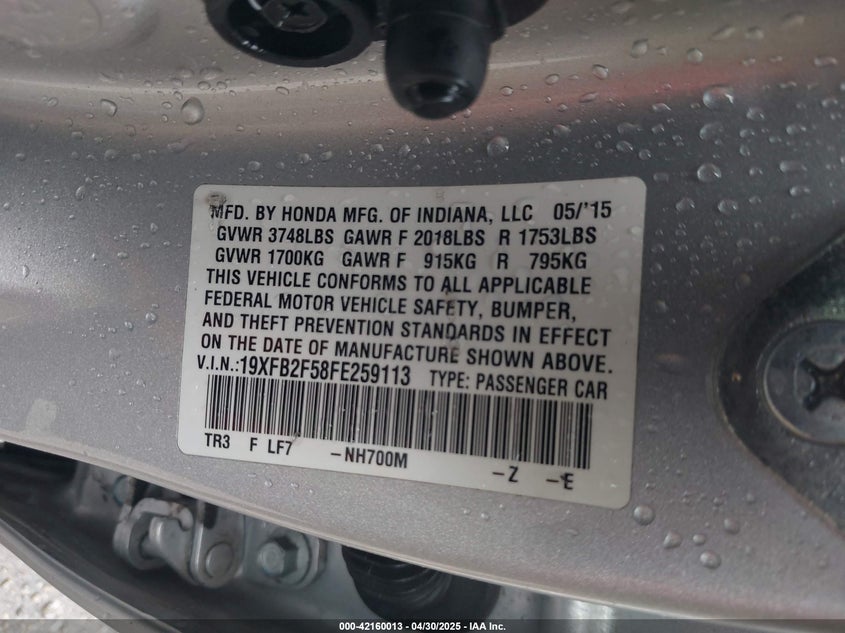 MFD. BY HONDA MFG. OF INDIANA, LLC 05/'15
GVWR 3748LBS GAWR F 2018LBS R 1753LBS
GVWR 1700KG GAWR F 915KG R 795KG
THIS VEHICLE CONFORMS TO ALL APPLICABLE
FEDERAL MOTOR VEHICLE SAFETY, BUMPER,
AND THEFT PREVENTION STANDARDS IN EFFECT
ON THE DATE OF MANUFACTURE SHOWN ABOVE.
V.I.N.:19XFB2F58FE259113 TYPE: PASSENGER CAR
TR3 F LF7 -NH700M -Z -E
000-42160013 - 04/30/2025 - IAA Inc.